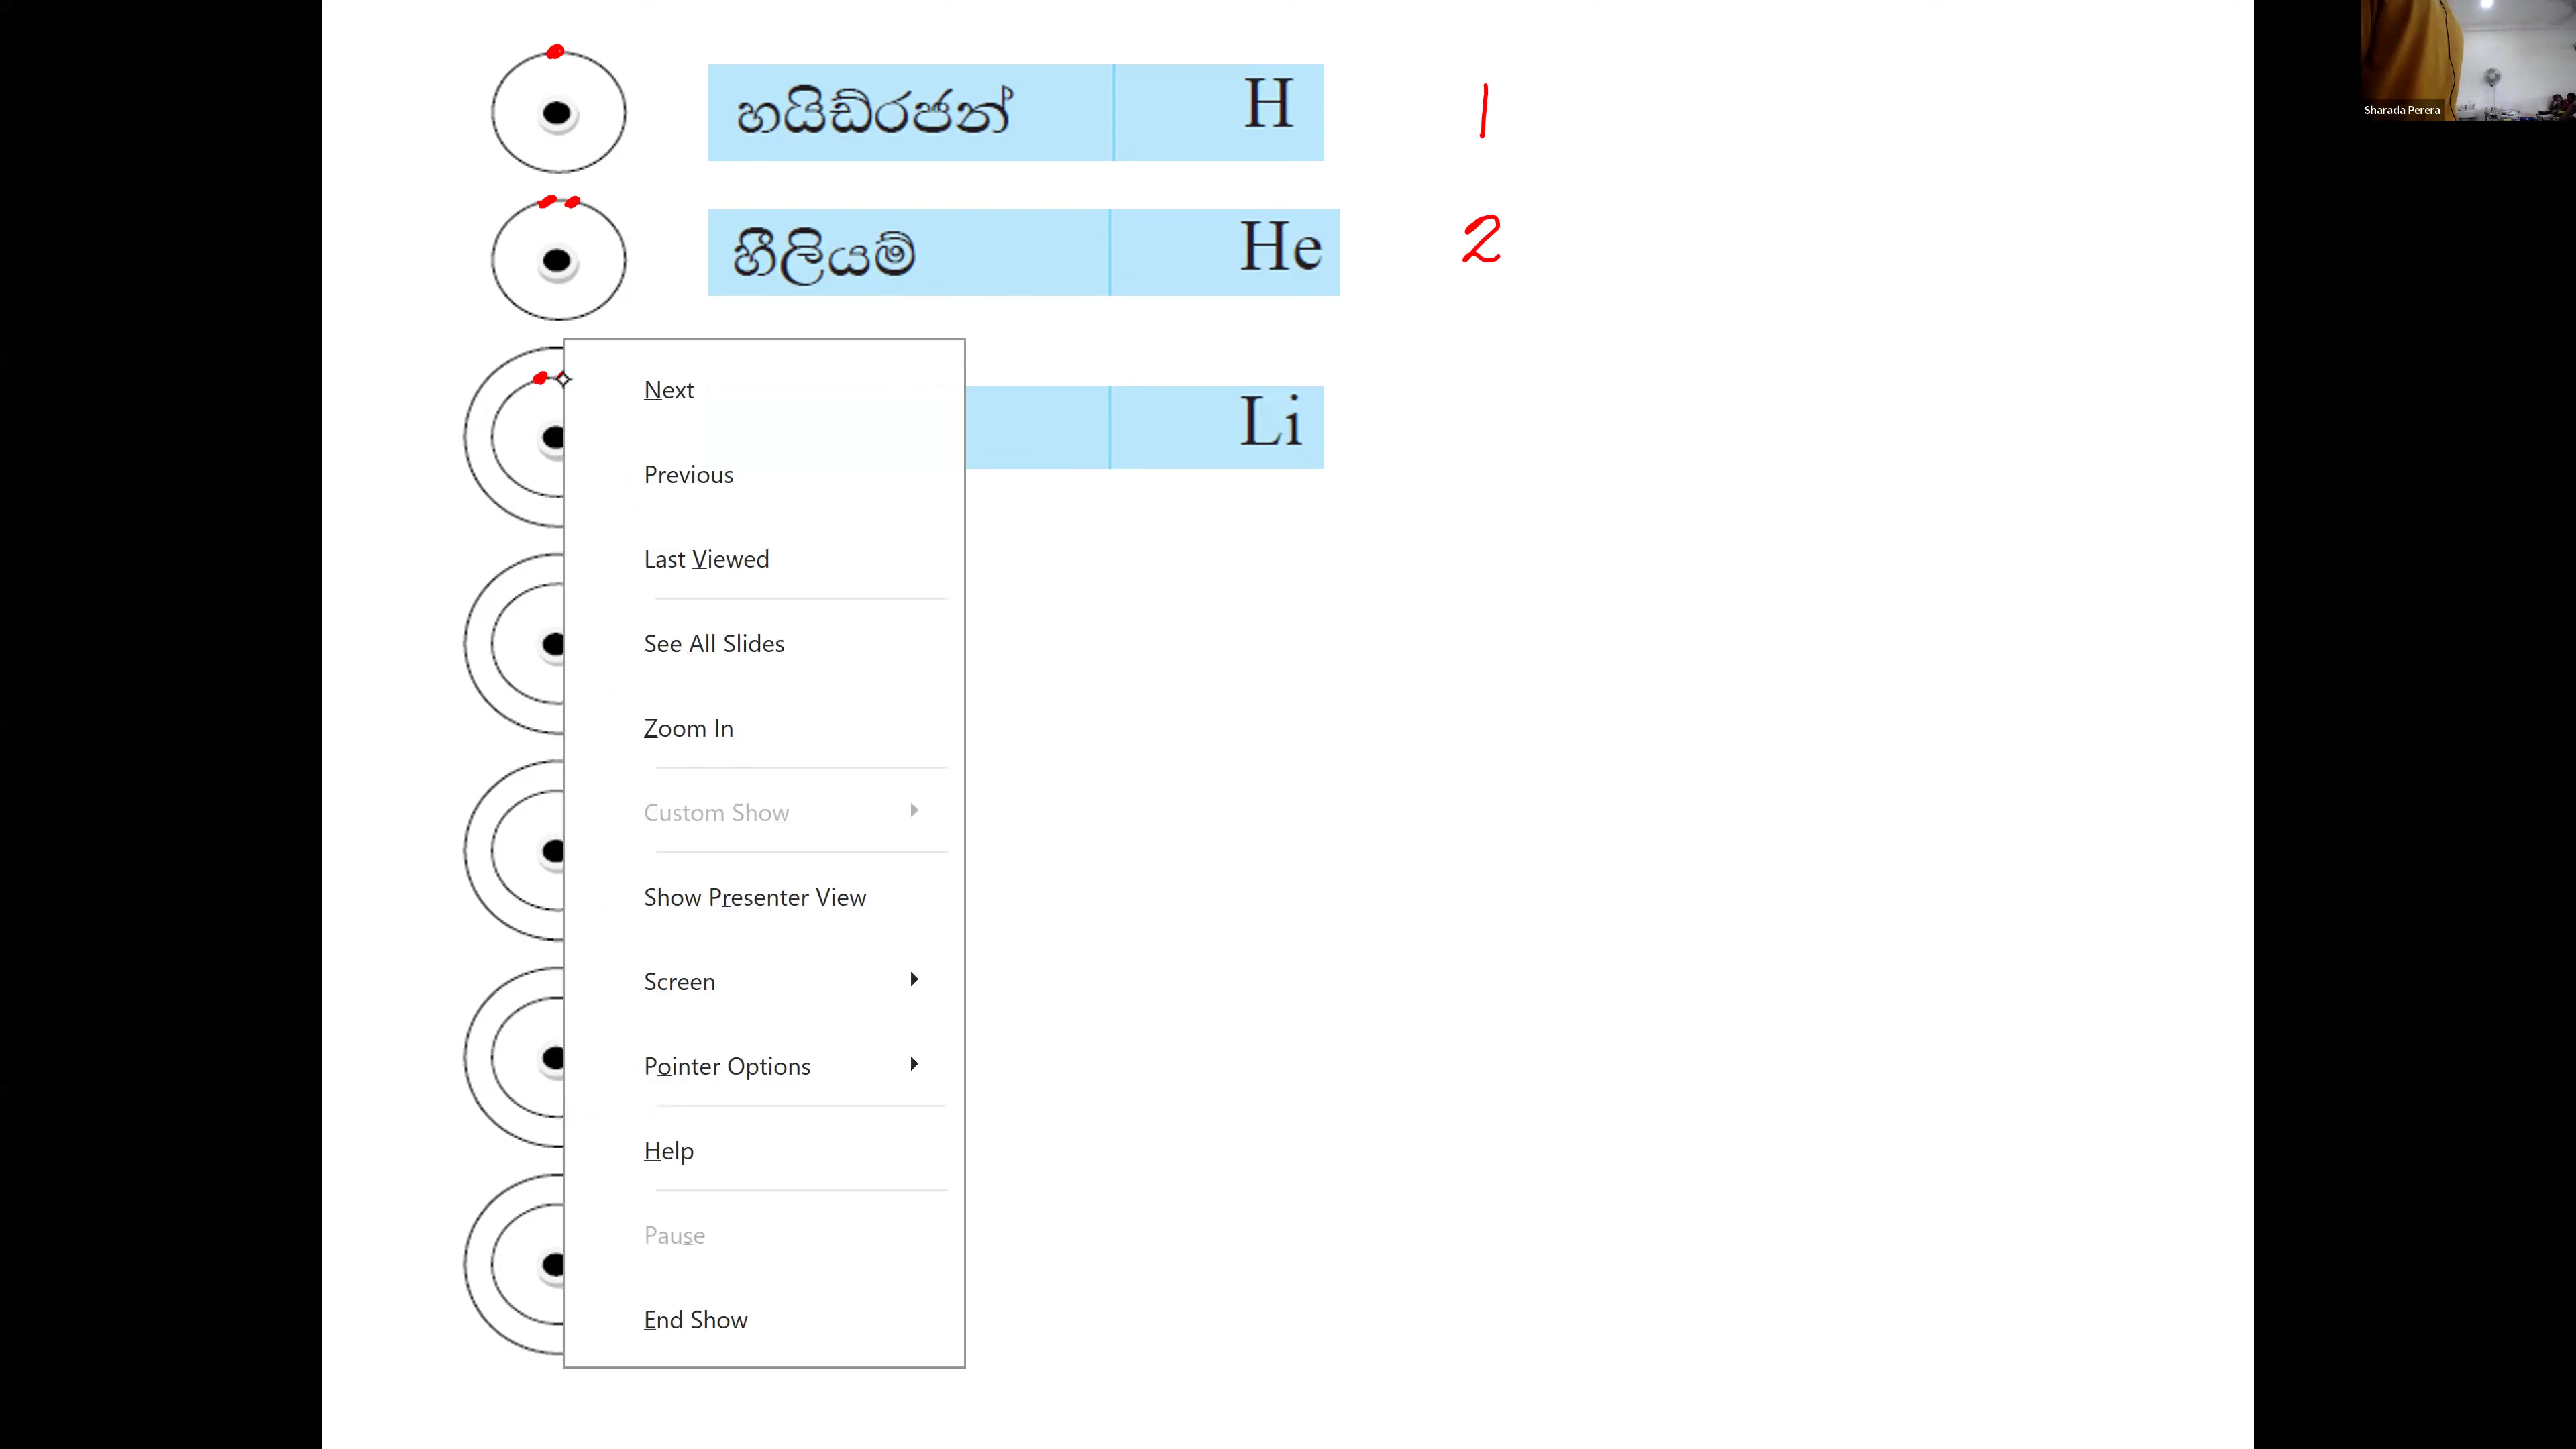 හයිඩ්රජන් H 1
හීලියම් He 2
Li
Next
Previous
Last Viewed
See All Slides
Zoom In
Custom Show
Show Presenter View
Screen
Pointer Options
Help
Pause
End Show
Sharada Perera